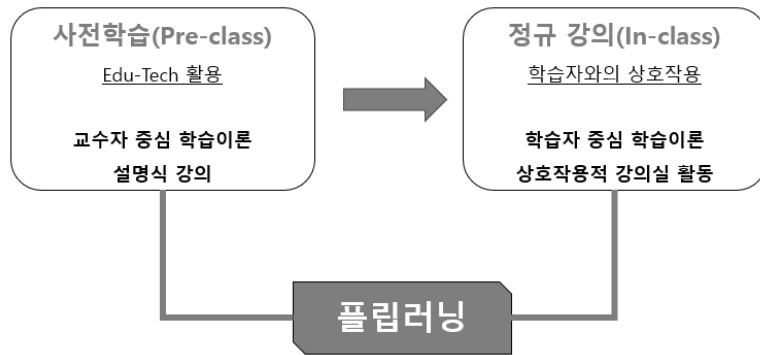 사전학습(Pre-class)
Edu-Tech 활용
교수자 중심 학습이론
설명식 강의
정규 강의(In-class)
학습자와의 상호작용
학습자 중심 학습이론
상호작용적 강의실 활동
플립러닝